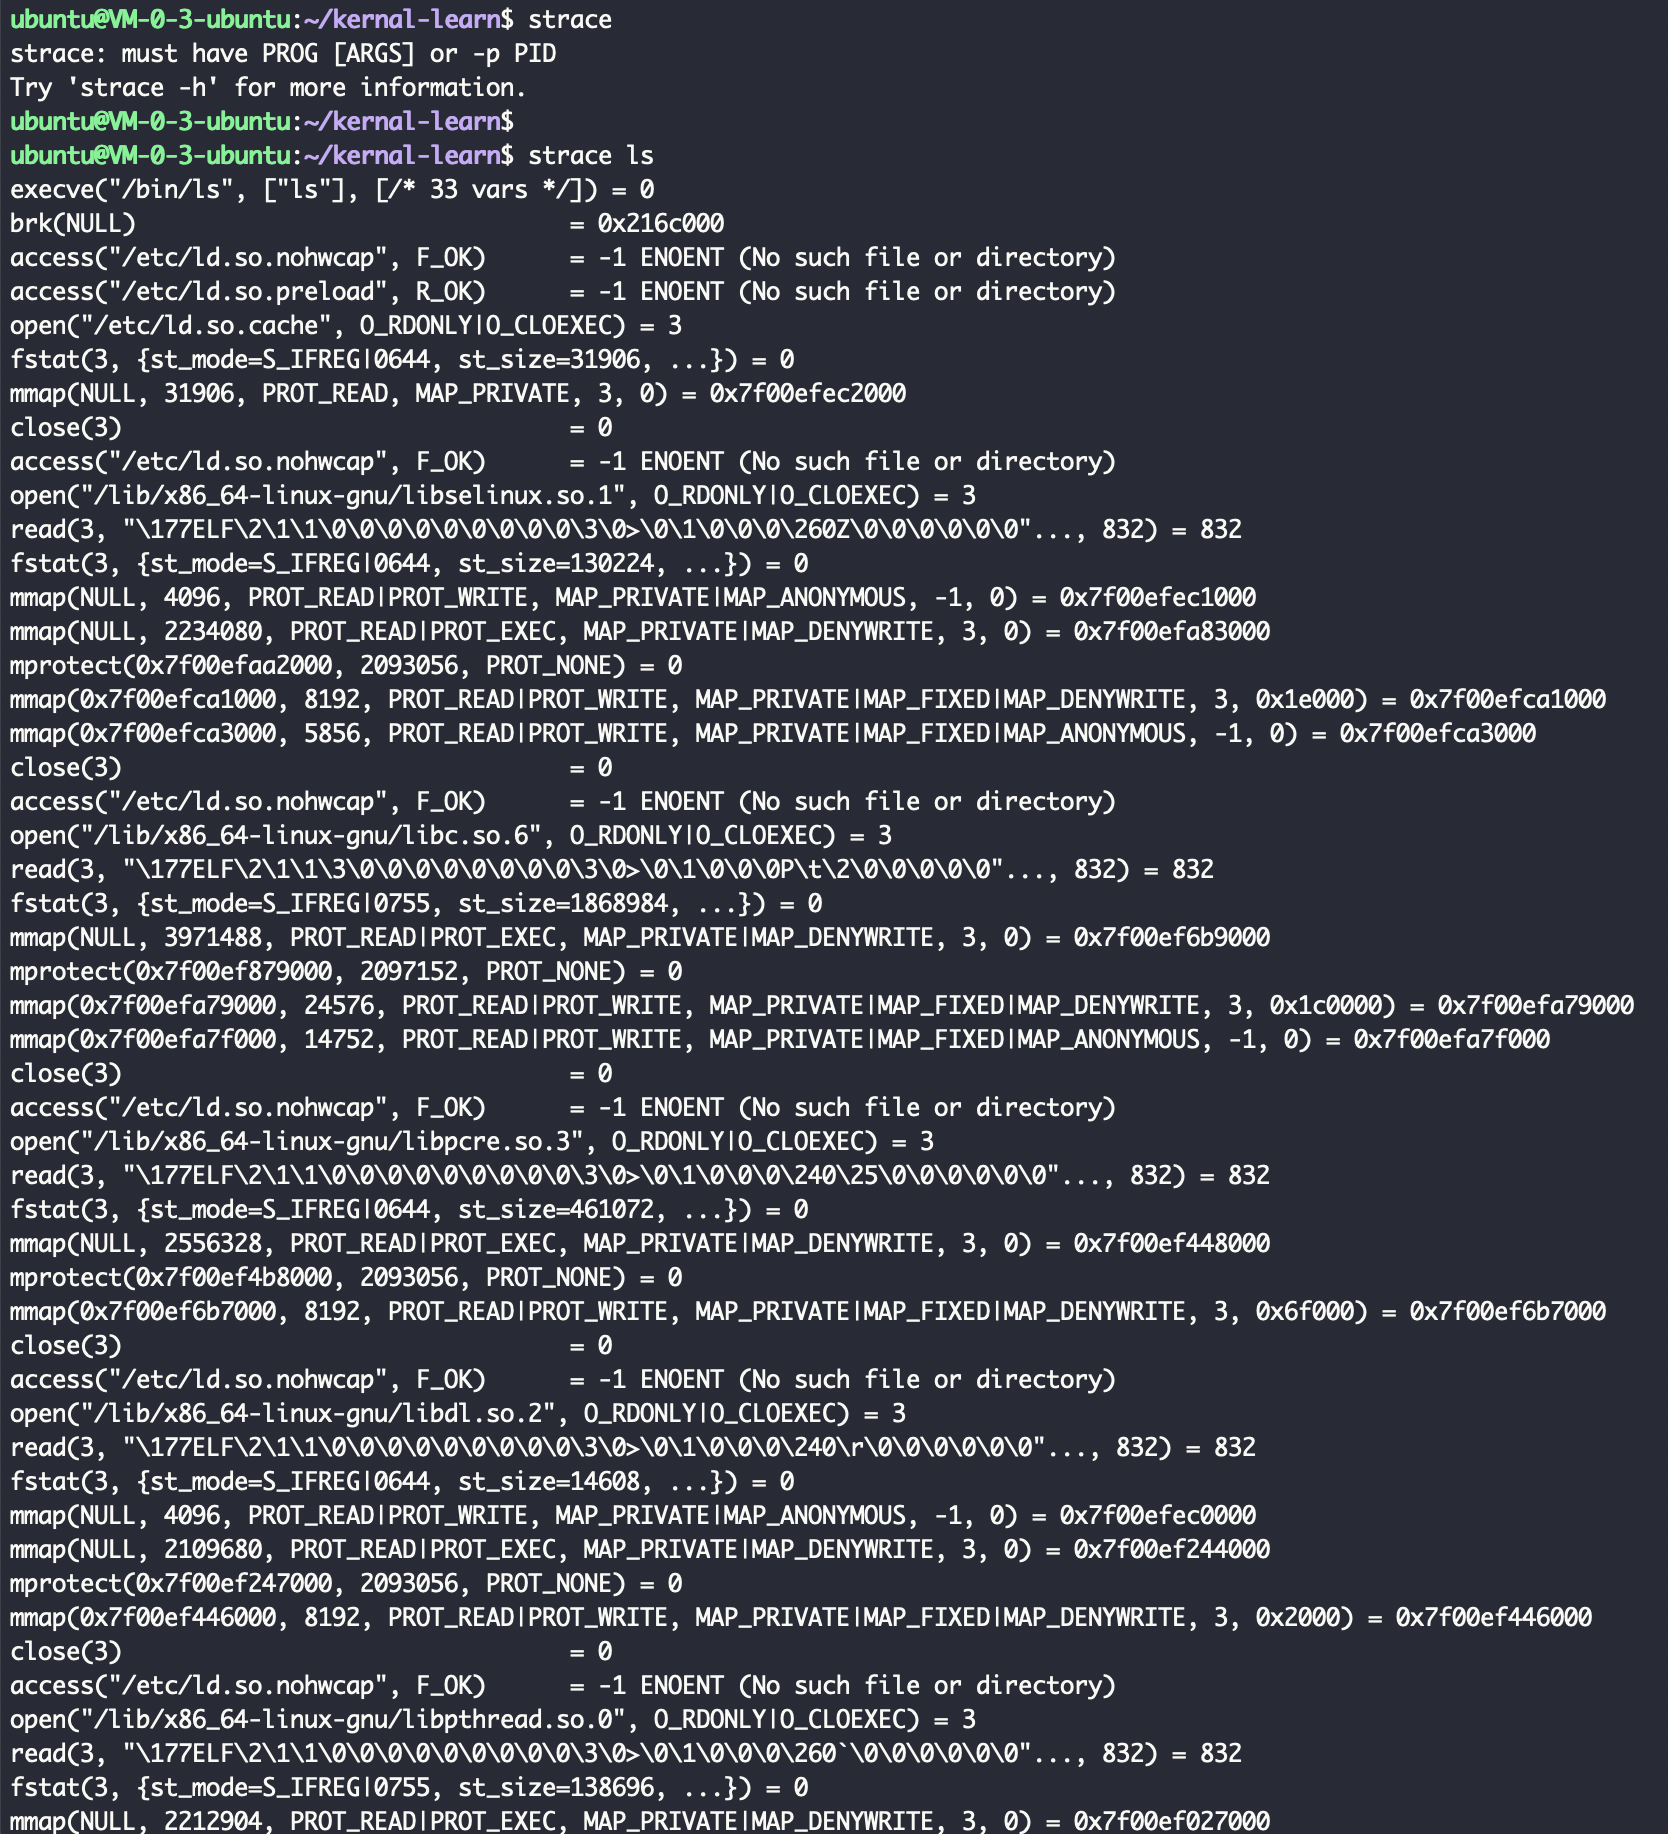 ubuntu@VM-0-3-ubuntu:~/kernal-learn$ strace
strace: must have PROG [ARGS] or -p PID
Try 'strace -h' for more information.
ubuntu@VM-0-3-ubuntu:~/kernal-learn$
ubuntu@VM-0-3-ubuntu:~/kernal-learn$ strace ls
execve("/bin/ls", ["ls"], [/* 33 vars */]) = 0
brk(NULL)                               = 0x216c000
access("/etc/ld.so.nohwcap", F_OK)      = -1 ENOENT (No such file or directory)
access("/etc/ld.so.preload", R_OK)      = -1 ENOENT (No such file or directory)
open("/etc/ld.so.cache", O_RDONLY|O_CLOEXEC) = 3
fstat(3, {st_mode=S_IFREG|0644, st_size=31906, ...}) = 0
mmap(NULL, 31906, PROT_READ, MAP_PRIVATE, 3, 0) = 0x7f00efec2000
close(3)                                = 0
access("/etc/ld.so.nohwcap", F_OK)      = -1 ENOENT (No such file or directory)
open("/lib/x86_64-linux-gnu/libselinux.so.1", O_RDONLY|O_CLOEXEC) = 3
read(3, "\177ELF\2\1\1\0\0\0\0\0\0\0\0\0\3\0>\0\1\0\0\0\260Z\0\0\0\0\0\0"..., 832) = 832
fstat(3, {st_mode=S_IFREG|0644, st_size=130224, ...}) = 0
mmap(NULL, 4096, PROT_READ|PROT_WRITE, MAP_PRIVATE|MAP_ANONYMOUS, -1, 0) = 0x7f00efec1000
mmap(NULL, 2234080, PROT_READ|PROT_EXEC, MAP_PRIVATE|MAP_DENYWRITE, 3, 0) = 0x7f00efa83000
mprotect(0x7f00efaa2000, 2093056, PROT_NONE) = 0
mmap(0x7f00efca1000, 8192, PROT_READ|PROT_WRITE, MAP_PRIVATE|MAP_FIXED|MAP_DENYWRITE, 3, 0x1e000) = 0x7f00efca1000
mmap(0x7f00efca3000, 5856, PROT_READ|PROT_WRITE, MAP_PRIVATE|MAP_FIXED|MAP_ANONYMOUS, -1, 0) = 0x7f00efca3000
close(3)                                = 0
access("/etc/ld.so.nohwcap", F_OK)      = -1 ENOENT (No such file or directory)
open("/lib/x86_64-linux-gnu/libc.so.6", O_RDONLY|O_CLOEXEC) = 3
read(3, "\177ELF\2\1\1\3\0\0\0\0\0\0\0\0\3\0>\0\1\0\0\0P\t\2\0\0\0\0\0"..., 832) = 832
fstat(3, {st_mode=S_IFREG|0755, st_size=1868984, ...}) = 0
mmap(NULL, 3971488, PROT_READ|PROT_EXEC, MAP_PRIVATE|MAP_DENYWRITE, 3, 0) = 0x7f00ef6b9000
mprotect(0x7f00ef879000, 2097152, PROT_NONE) = 0
mmap(0x7f00efa79000, 24576, PROT_READ|PROT_WRITE, MAP_PRIVATE|MAP_FIXED|MAP_DENYWRITE, 3, 0x1c0000) = 0x7f00efa79000
mmap(0x7f00efa7f000, 14752, PROT_READ|PROT_WRITE, MAP_PRIVATE|MAP_FIXED|MAP_ANONYMOUS, -1, 0) = 0x7f00efa7f000
close(3)                                = 0
access("/etc/ld.so.nohwcap", F_OK)      = -1 ENOENT (No such file or directory)
open("/lib/x86_64-linux-gnu/libpcre.so.3", O_RDONLY|O_CLOEXEC) = 3
read(3, "\177ELF\2\1\1\0\0\0\0\0\0\0\0\0\3\0>\0\1\0\0\0\240\25\0\0\0\0\0\0"..., 832) = 832
fstat(3, {st_mode=S_IFREG|0644, st_size=461072, ...}) = 0
mmap(NULL, 2556328, PROT_READ|PROT_EXEC, MAP_PRIVATE|MAP_DENYWRITE, 3, 0) = 0x7f00ef448000
mprotect(0x7f00ef4b8000, 2093056, PROT_NONE) = 0
mmap(0x7f00ef6b7000, 8192, PROT_READ|PROT_WRITE, MAP_PRIVATE|MAP_FIXED|MAP_DENYWRITE, 3, 0x6f000) = 0x7f00ef6b7000
close(3)                                = 0
access("/etc/ld.so.nohwcap", F_OK)      = -1 ENOENT (No such file or directory)
open("/lib/x86_64-linux-gnu/libdl.so.2", O_RDONLY|O_CLOEXEC) = 3
read(3, "\177ELF\2\1\1\0\0\0\0\0\0\0\0\0\3\0>\0\1\0\0\0\240\r\0\0\0\0\0\0"..., 832) = 832
fstat(3, {st_mode=S_IFREG|0644, st_size=14608, ...}) = 0
mmap(NULL, 4096, PROT_READ|PROT_WRITE, MAP_PRIVATE|MAP_ANONYMOUS, -1, 0) = 0x7f00efec0000
mmap(NULL, 2109680, PROT_READ|PROT_EXEC, MAP_PRIVATE|MAP_DENYWRITE, 3, 0) = 0x7f00ef244000
mprotect(0x7f00ef247000, 2093056, PROT_NONE) = 0
mmap(0x7f00ef446000, 8192, PROT_READ|PROT_WRITE, MAP_PRIVATE|MAP_FIXED|MAP_DENYWRITE, 3, 0x2000) = 0x7f00ef446000
close(3)                                = 0
access("/etc/ld.so.nohwcap", F_OK)      = -1 ENOENT (No such file or directory)
open("/lib/x86_64-linux-gnu/libpthread.so.0", O_RDONLY|O_CLOEXEC) = 3
read(3, "\177ELF\2\1\1\0\0\0\0\0\0\0\0\0\3\0>\0\1\0\0\0\260`\0\0\0\0\0\0"..., 832) = 832
fstat(3, {st_mode=S_IFREG|0755, st_size=138696, ...}) = 0
mmap(NULL, 2212904, PROT_READ|PROT_EXEC, MAP_PRIVATE|MAP_DENYWRITE, 3, 0) = 0x7f00ef027000